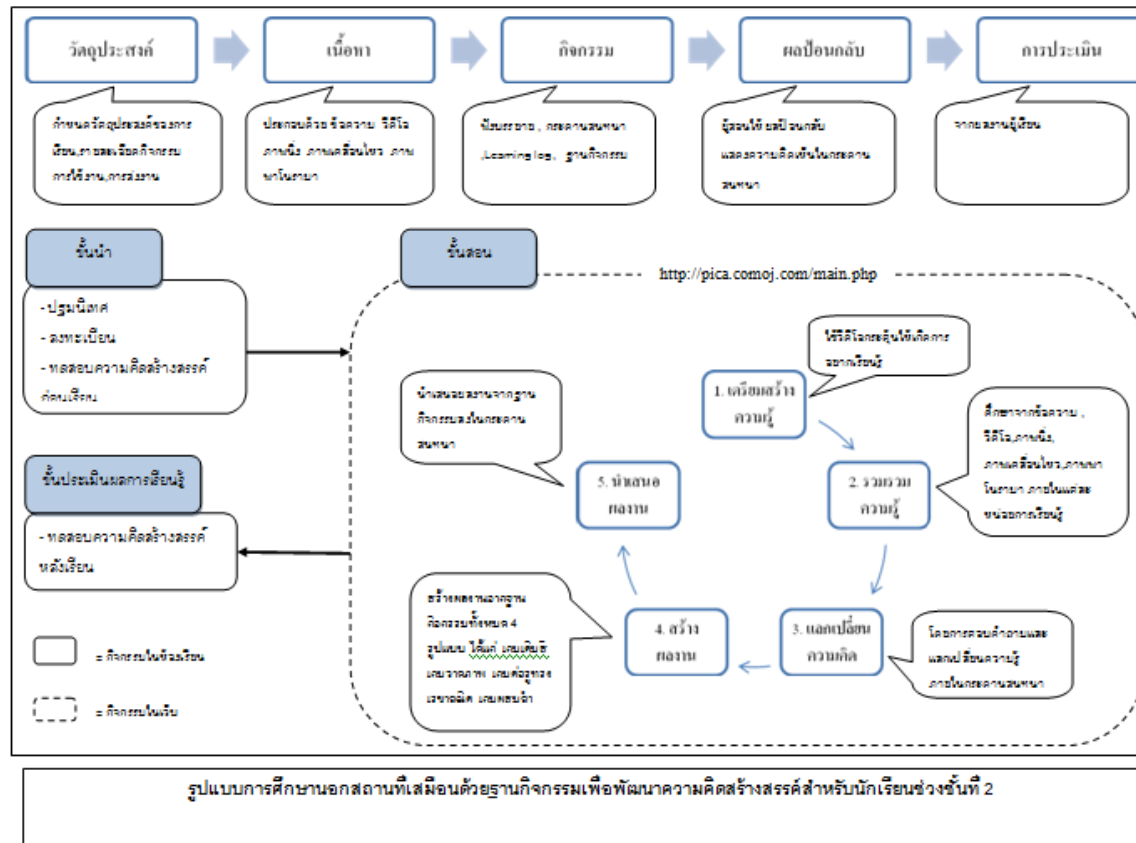 วัตถุประสงค์
เนื้อหา
กิจกรรม
ผลป้อนกลับ
การประเมิน
กำหนดวัตถุประสงค์ของการ
เรียน,รายละเอียดกิจกรรม
การใช้งาน,การส่งงาน
ประกอบด้วย ข้อความ วีดีโอ
ภาพนิ่ง ภาพเคลื่อนไหว ภาพ
พาโนรามา
ฟังบรรยาย , กระดานสนทนา
,Learning log, ฐานกิจกรรม
ผู้สอนให้ ผลป้อนกลับ
แสดงความคิดเห็นในกระดาน
สนทนา
จากผลงานผู้เรียน
ขั้นนำ
- ปฐมนิเทศ
- ลงทะเบียน
- ทดสอบความคิดสร้างสรรค์
ก่อนเรียน
ขั้นสอน
http://pica.comoj.com/main.php
ใช้วีดีโอกระตุ้นให้เกิดการ
อยากเรียนรู้
1. เตรียมสร้าง
ความรู้
ศึกษาจากข้อความ ,
วีดีโอ,ภาพนิ่ง,
ภาพเคลื่อนไหว,ภาพพา
โนรามา ภายในแต่ละ
หน่วยการเรียนรู้
2. รวมรวม
ความรู้
โดยการตอบคำถามและ
แลกเปลี่ยนความรู้
ภายในกระดานสนทนา
3. แลกเปลี่ยน
ความคิด
สร้างผลงานจากฐาน
กิจกรรมทั้งหมด 4
รูปแบบ ได้แก่ เกมเติมสี
เกมวาดภาพ เกมต่อรูปทรง
เรขาคณิต เกมผสมคำ
4. สร้าง
ผลงาน
นำเสนอผลงานจากฐาน
กิจกรรมลงในกระดาน
สนทนา
5. นำเสนอ
ผลงาน
ขั้นประเมินผลการเรียนรู้
- ทดสอบความคิดสร้างสรรค์
หลังเรียน
= กิจกรรมในห้องเรียน
= กิจกรรมในเว็บ
รูปแบบการศึกษานอกสถานที่เสมือนด้วยฐานกิจกรรมเพื่อพัฒนาความคิดสร้างสรรค์สำหรับนักเรียนช่วงชั้นที่ 2